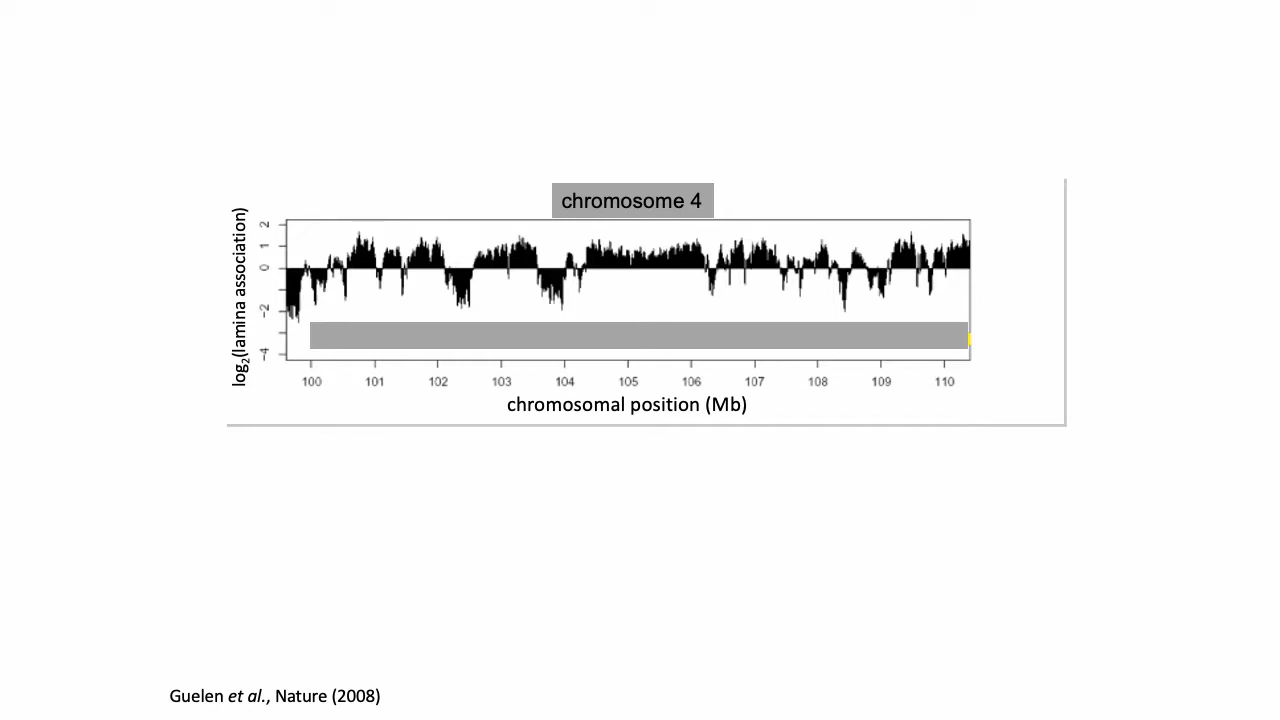 chromosome 4
log₂(lamina association)
2
1
0
−2
−4
100 101 102 103 104 105 106 107 108 109 110
chromosomal position (Mb)
Guelen et al., Nature (2008)